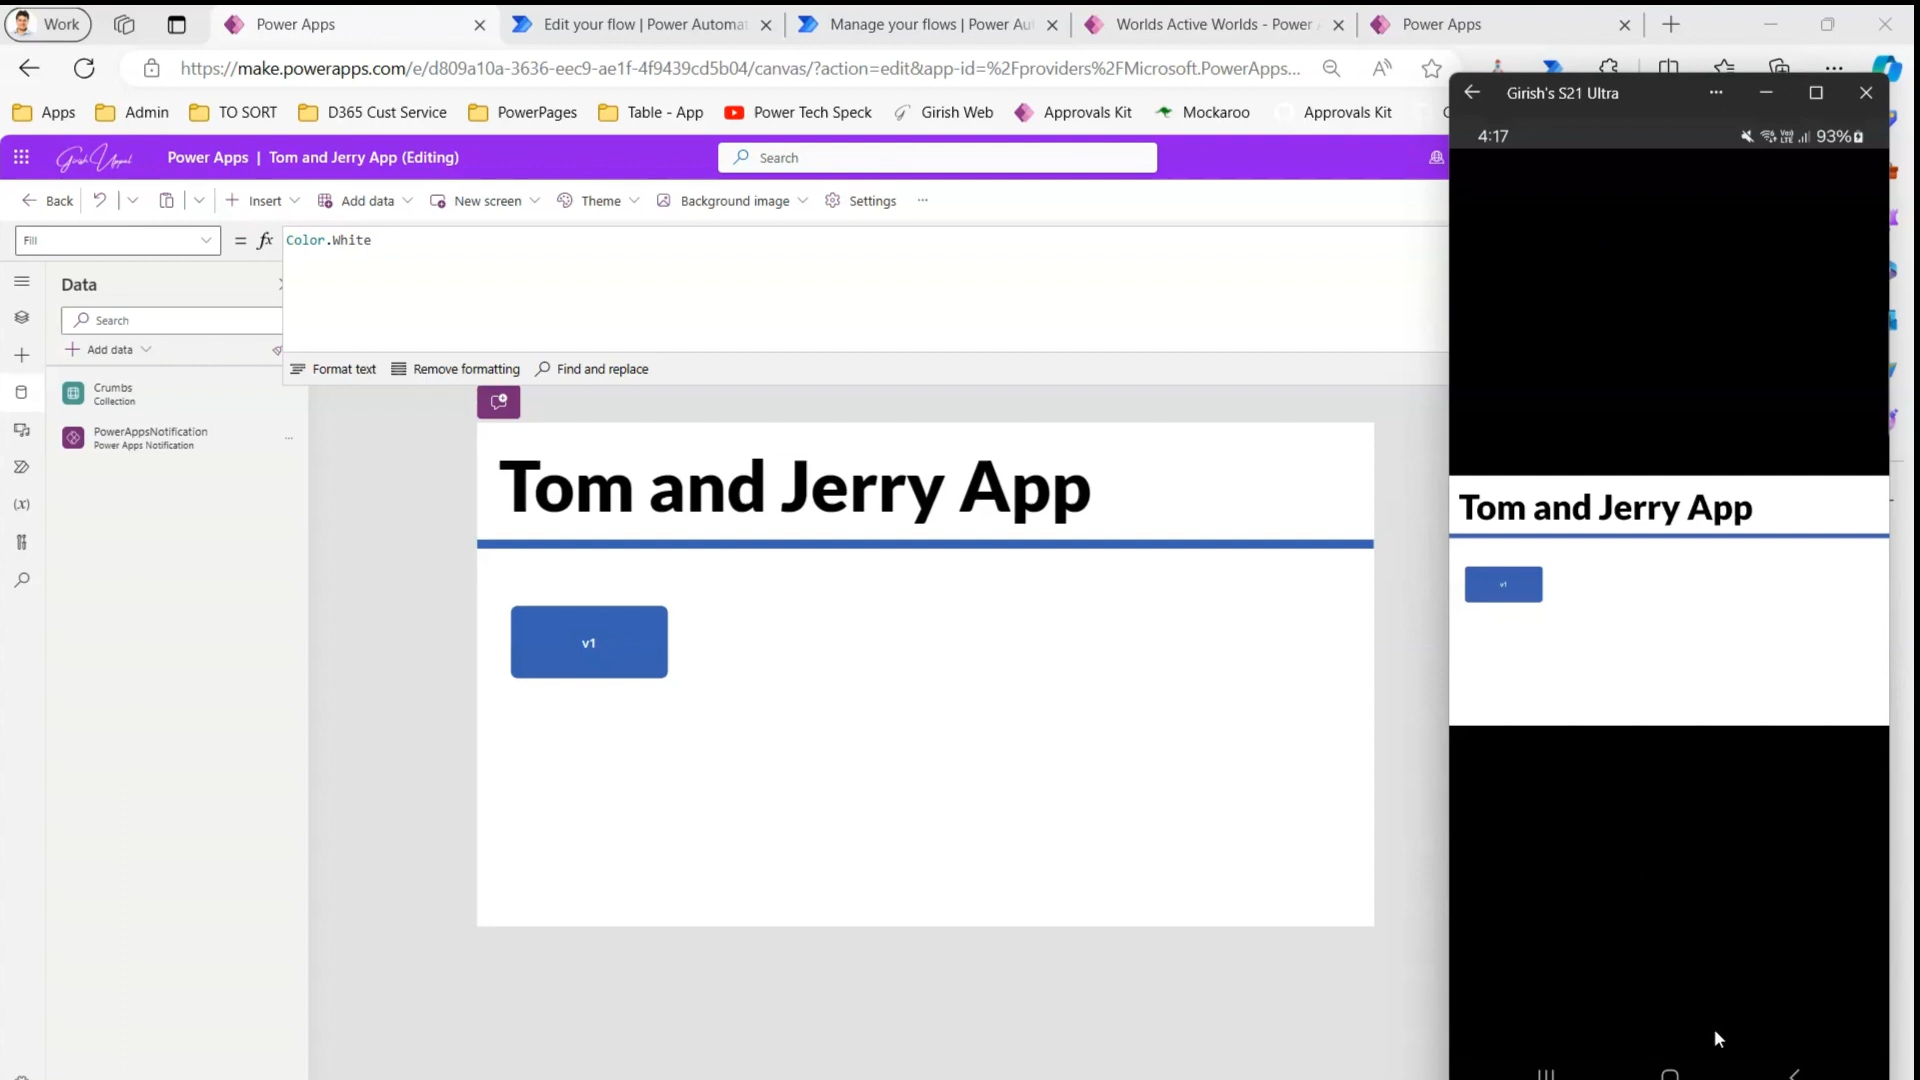 Work
Power Apps
Edit your flow | Power Automat
Manage your flows | Power Au
Worlds Active Worlds - Power
Power Apps
https://make.powerapps.com/e/d809a10a-3636-eec9-ae1f-4f9439cd5b04/canvas/?action=edit&app-id=%2Fproviders%2FMicrosoft.PowerApps...
Apps
Admin
TO SORT
D365 Cust Service
PowerPages
Table - App
Power Tech Speck
Girish Web
Approvals Kit
Mockaroo
Approvals Kit
Girish Uppal
Power Apps | Tom and Jerry App (Editing)
Search
Back
Insert
Add data
New screen
Theme
Background image
Settings
Fill
= fx
Color.White
Data
Search
Add data
Format text
Remove formatting
Find and replace
Crumbs
Collection
PowerAppsNotification
Power Apps Notification
Tom and Jerry App
v1
Girish's S21 Ultra
4:17
93%
Tom and Jerry App
v1